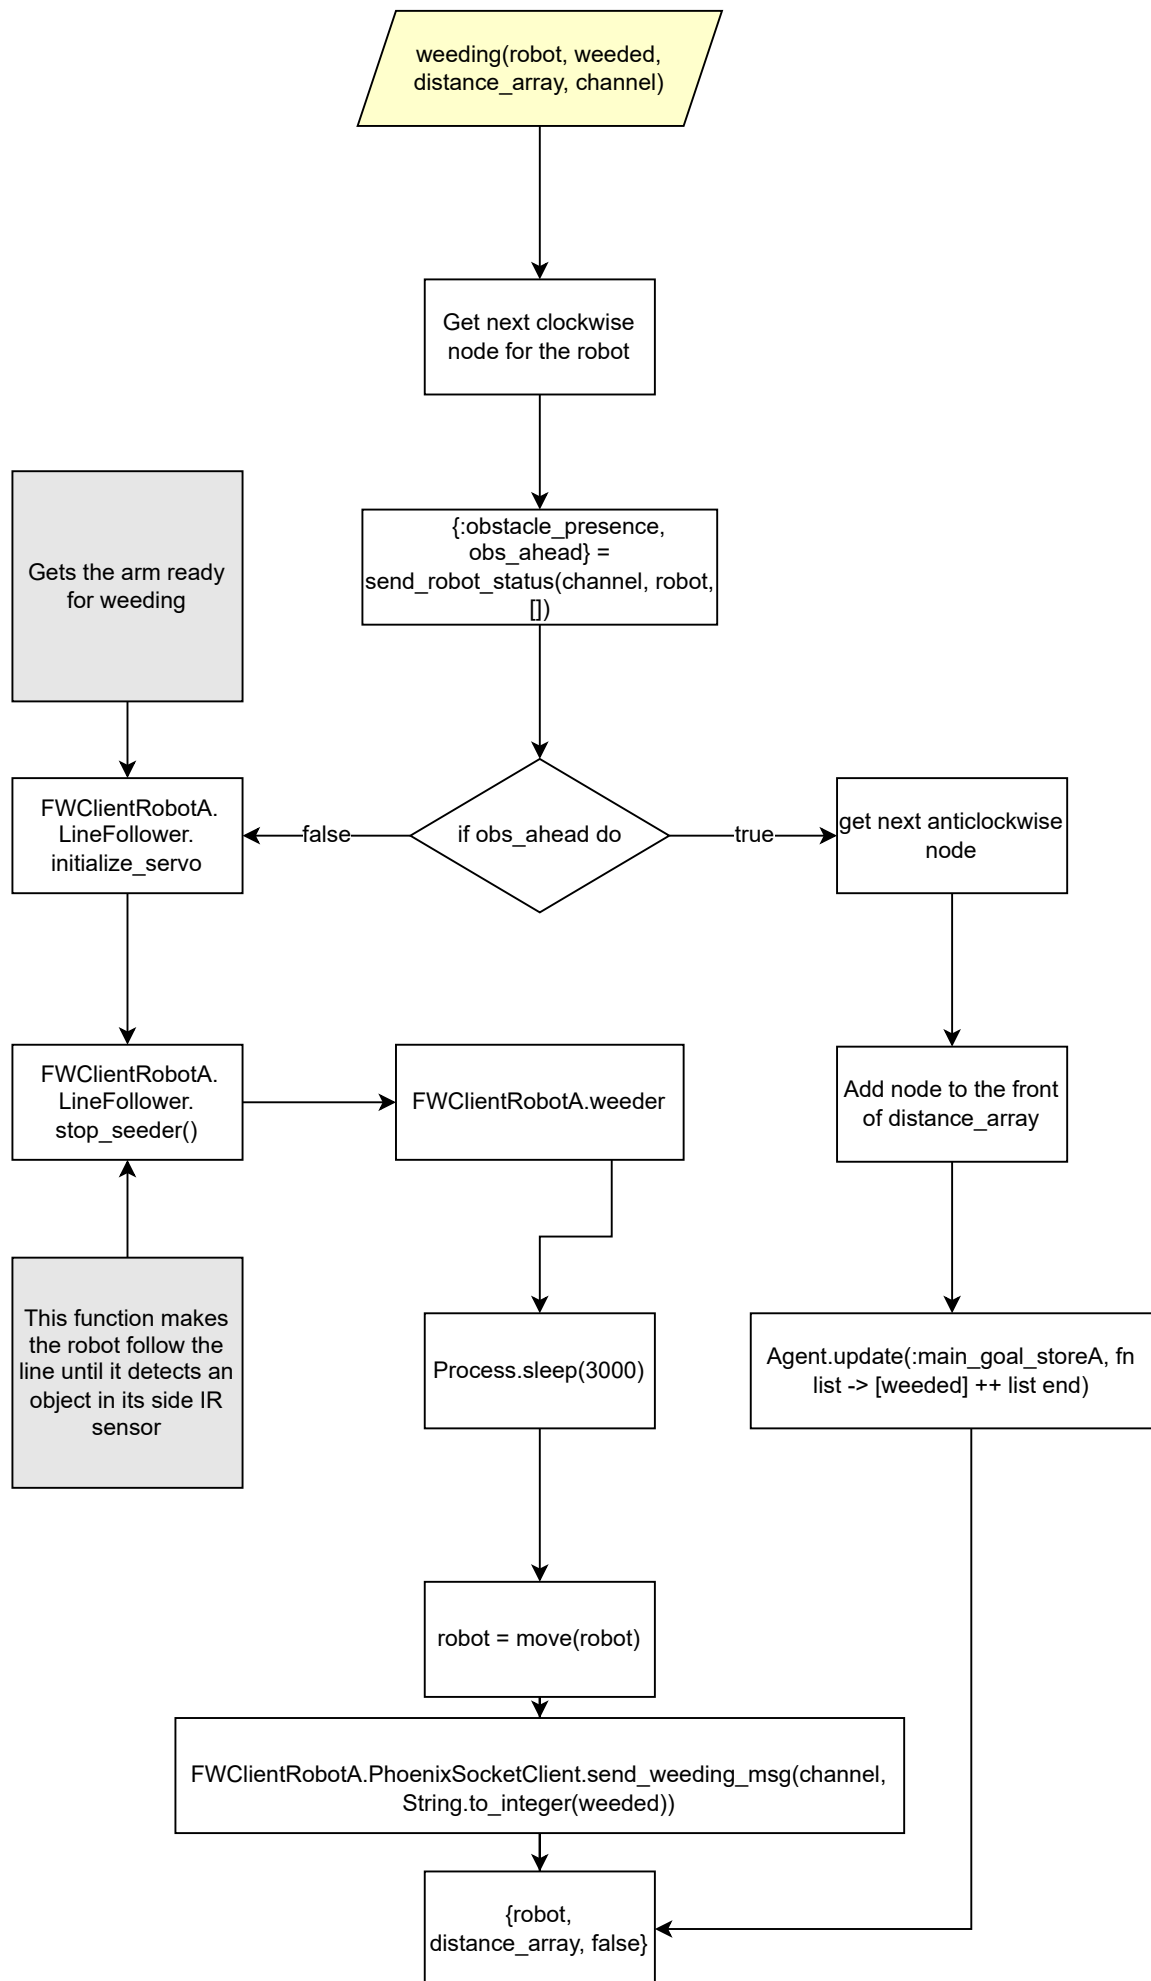 weeding(robot, weeded,
distance_array, channel)
Get next clockwise
node for the robot
{:obstacle_presence,
obs_ahead} =
send_robot_status(channel, robot,
[])
Gets the arm ready
for weeding
FWClientRobotA.
LineFollower.
initialize_servo
false
if obs_ahead do
true
get next anticlockwise
node
FWClientRobotA.
LineFollower.
stop_seeder()
FWClientRobotA.weeder
Add node to the front
of distance_array
This function makes
the robot follow the
line until it detects an
object in its side IR
sensor
Process.sleep(3000)
Agent.update(:main_goal_storeA, fn
list -> [weeded] ++ list end)
robot = move(robot)
FWClientRobotA.PhoenixSocketClient.send_weeding_msg(channel,
String.to_integer(weeded))
{robot,
distance_array, false}